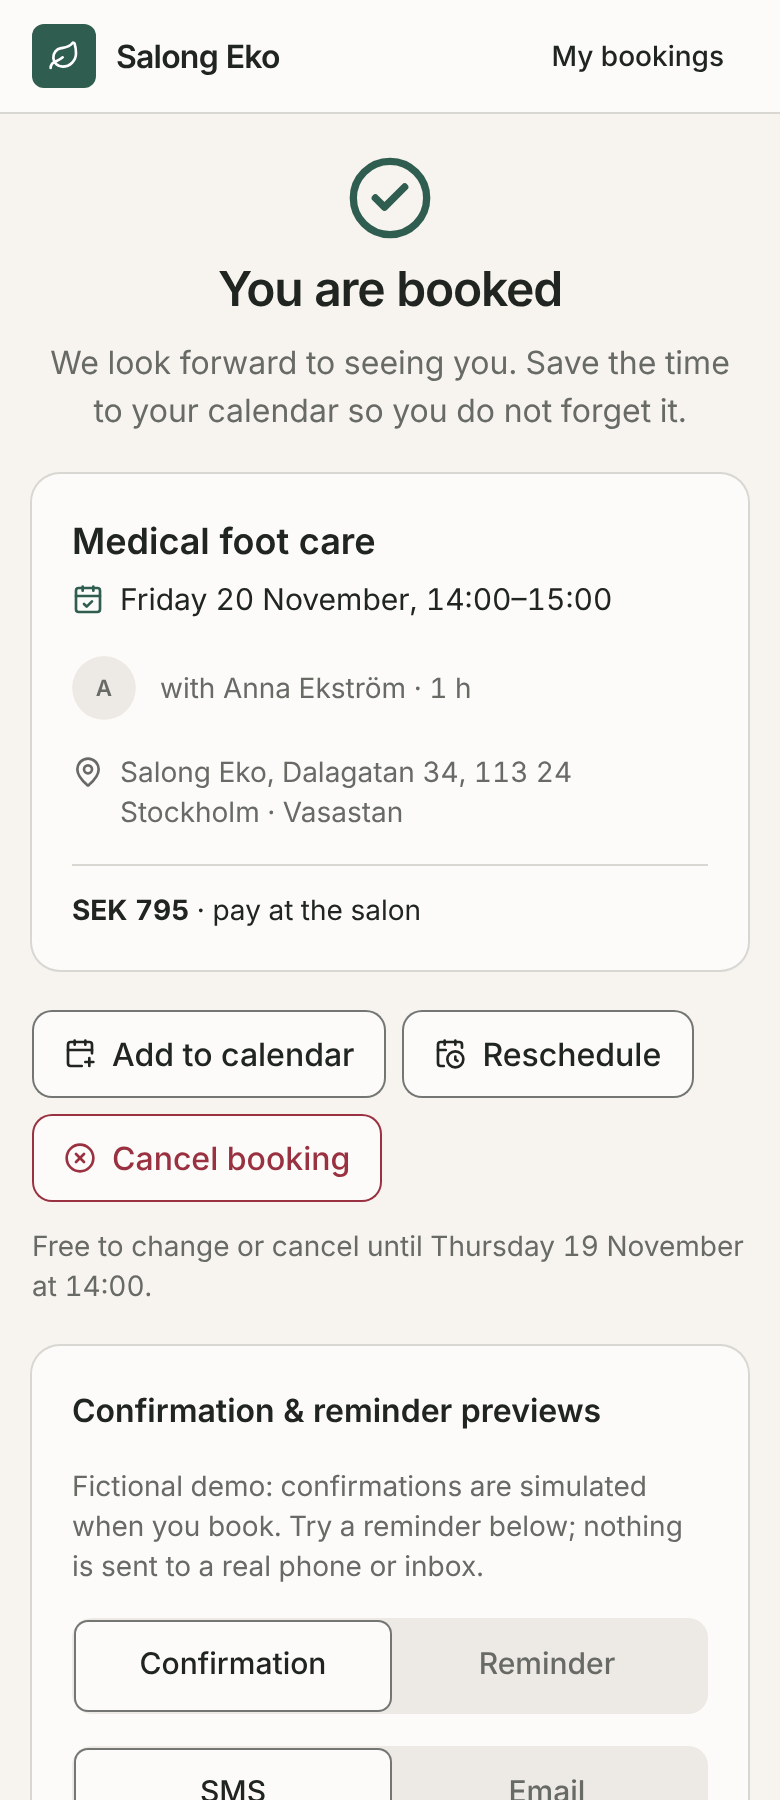 Salong Eko
My bookings
You are booked
We look forward to seeing you. Save the time
to your calendar so you do not forget it.
Medical foot care
Friday 20 November, 14:00–15:00
A
with Anna Ekström · 1 h
Salong Eko, Dalagatan 34, 113 24
Stockholm · Vasastan
SEK 795 · pay at the salon
Add to calendar
Reschedule
Cancel booking
Free to change or cancel until Thursday 19 November
at 14:00.
Confirmation & reminder previews
Fictional demo: confirmations are simulated
when you book. Try a reminder below; nothing
is sent to a real phone or inbox.
Confirmation
Reminder
SMS
Email